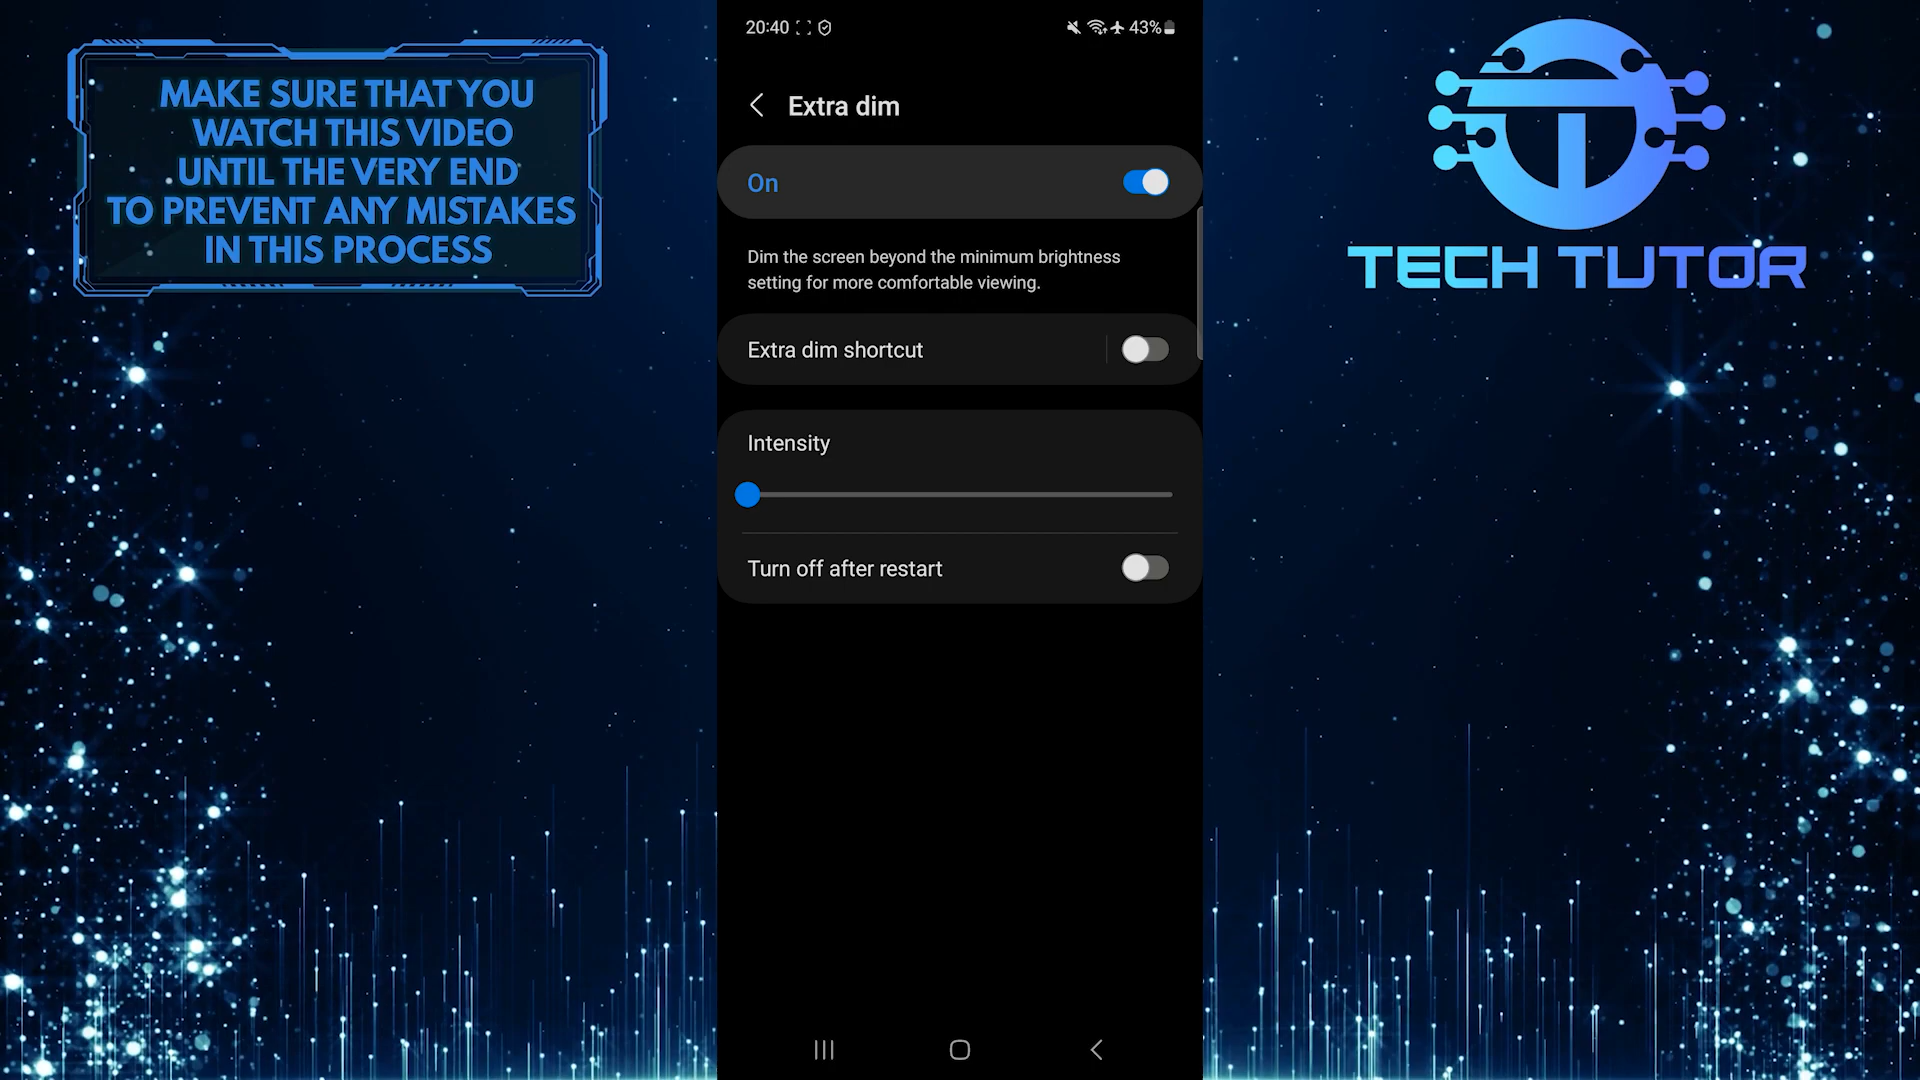 MAKE SURE THAT YOU
WATCH THIS VIDEO
UNTIL THE VERY END
TO PREVENT ANY MISTAKES
IN THIS PROCESS
20:40
43%
Extra dim
On
Dim the screen beyond the minimum brightness
setting for more comfortable viewing.
Extra dim shortcut
Intensity
Turn off after restart
TECH TUTOR